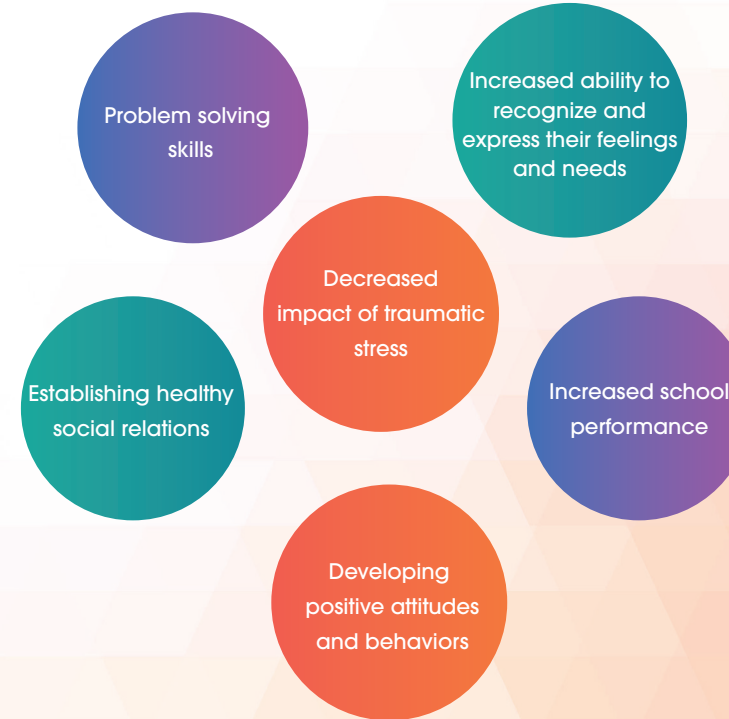 Problem solving
skills
Increased ability to
recognize and
express their feelings
and needs
Decreased
impact of traumatic
stress
Establishing healthy
social relations
Increased school
performance
Developing
positive attitudes
and behaviors